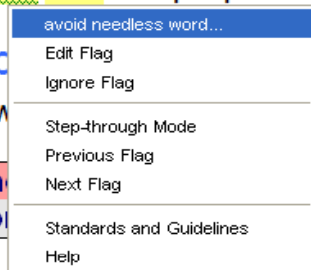 avoid needless word...
Edit Flag
Ignore Flag
Step-through Mode
Previous Flag
Next Flag
Standards and Guidelines
Help